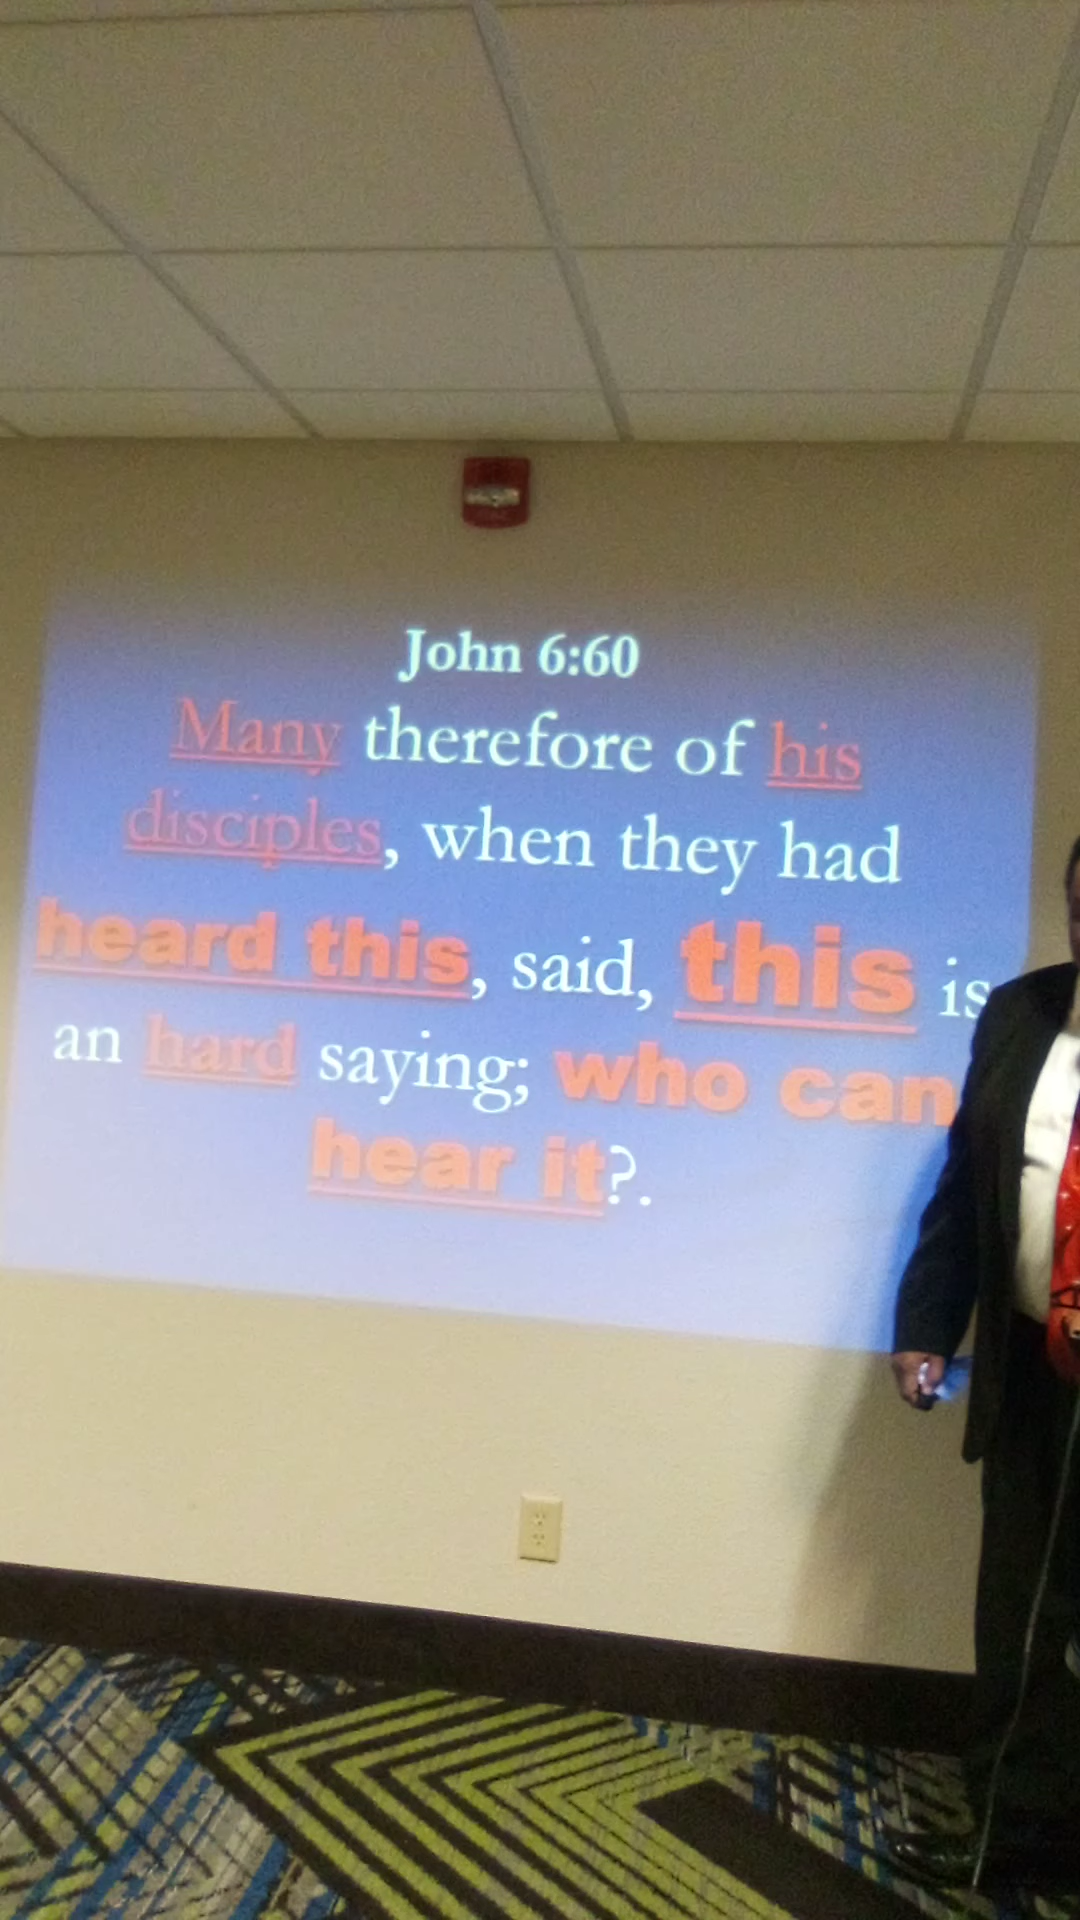 John 6:60
Many therefore of his
disciples, when they had
heard this, said, this is
an hard saying; who can
hear it?.